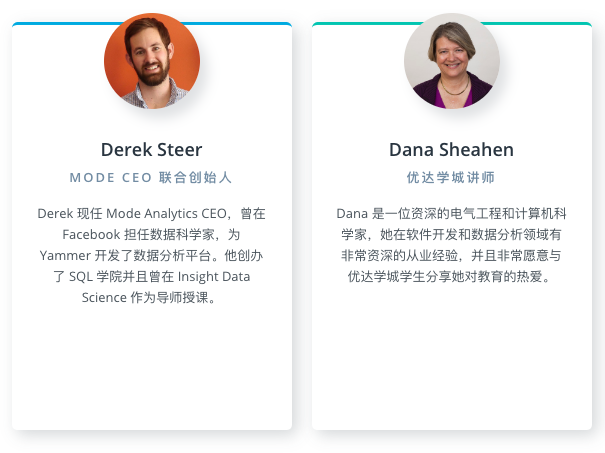 Derek Steer
MODE CEO 联合创始人
Derek 现任 Mode Analytics CEO，曾在
Facebook 担任数据科学家，为
Yammer 开发了数据分析平台。他创办
了 SQL 学院并且曾在 Insight Data
Science 作为导师授课。
Dana Sheahen
优达学城讲师
Dana 是一位资深的电气工程和计算机科
学家，她在软件开发和数据分析领域有
非常资深的从业经验，并且非常愿意与
优达学城学生分享她对教育的热爱。